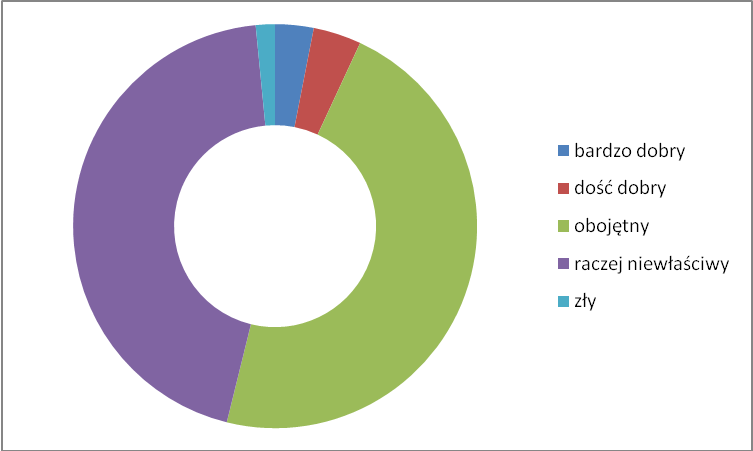 bardzo dobry
dość dobry
obojętny
raczej niewłaściwy
zły